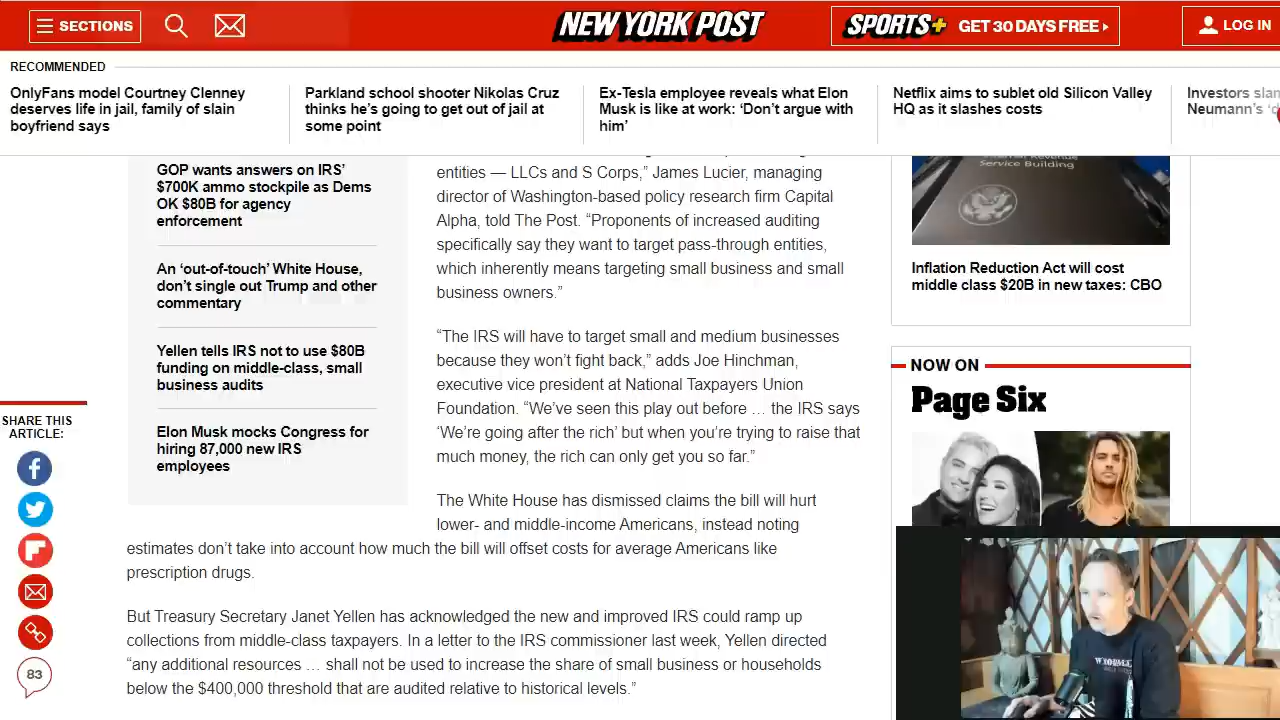 SECTIONS
NEW YORK POST
SPORTS+ GET 30 DAYS FREE
LOG IN
RECOMMENDED
OnlyFans model Courtney Clenney
deserves life in jail, family of slain
boyfriend says
Parkland school shooter Nikolas Cruz
thinks he's going to get out of jail at
some point
Ex-Tesla employee reveals what Elon
Musk is like at work: 'Don't argue with
him'
Netflix aims to sublet old Silicon Valley
HQ as it slashes costs
Investors slam
Neumann's
GOP wants answers on IRS'
$700K ammo stockpile as Dems
OK $80B for agency
enforcement
An 'out-of-touch' White House,
don't single out Trump and other
commentary
Yellen tells IRS not to use $80B
funding on middle-class, small
business audits
Elon Musk mocks Congress for
hiring 87,000 new IRS
employees
SHARE THIS
ARTICLE:
83
entities — LLCs and S Corps,” James Lucier, managing
director of Washington-based policy research firm Capital
Alpha, told The Post. “Proponents of increased auditing
specifically say they want to target pass-through entities,
which inherently means targeting small business and small
business owners.”
“The IRS will have to target small and medium businesses
because they won’t fight back,” adds Joe Hinchman,
executive vice president at National Taxpayers Union
Foundation. “We’ve seen this play out before … the IRS says
‘We’re going after the rich’ but when you’re trying to raise that
much money, the rich can only get you so far.”
The White House has dismissed claims the bill will hurt
lower- and middle-income Americans, instead noting
estimates don’t take into account how much the bill will offset costs for average Americans like
prescription drugs.
But Treasury Secretary Janet Yellen has acknowledged the new and improved IRS could ramp up
collections from middle-class taxpayers. In a letter to the IRS commissioner last week, Yellen directed
“any additional resources … shall not be used to increase the share of small business or households
below the $400,000 threshold that are audited relative to historical levels.”
Service Building
Inflation Reduction Act will cost
middle class $20B in new taxes: CBO
NOW ON
Page Six